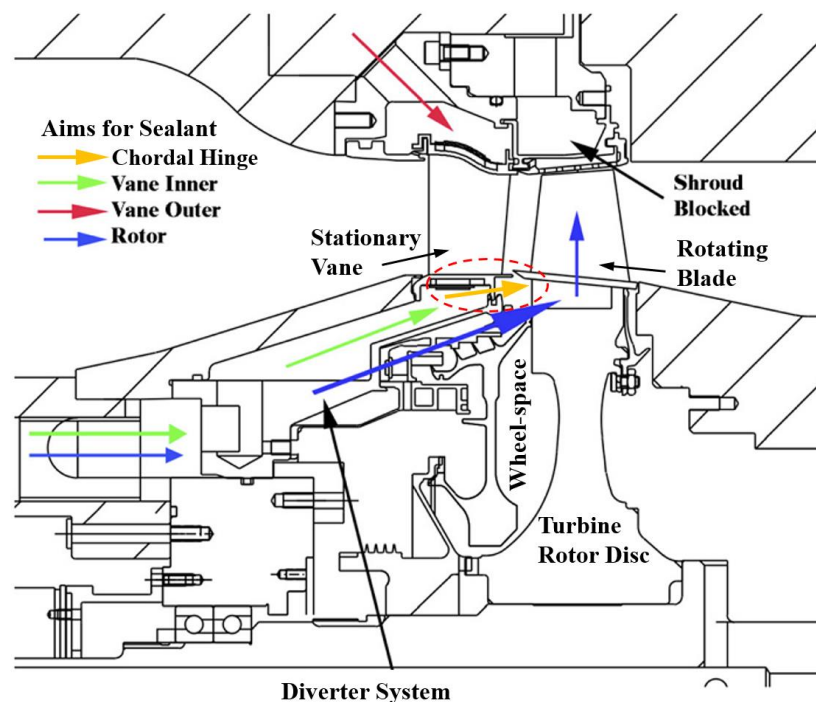 Aims for Sealant
Chordal Hinge
Vane Inner
Vane Outer
Rotor
Shroud
Blocked
Stationary
Vane
Rotating
Blade
Wheel-space
Turbine
Rotor Disc
Diverter System